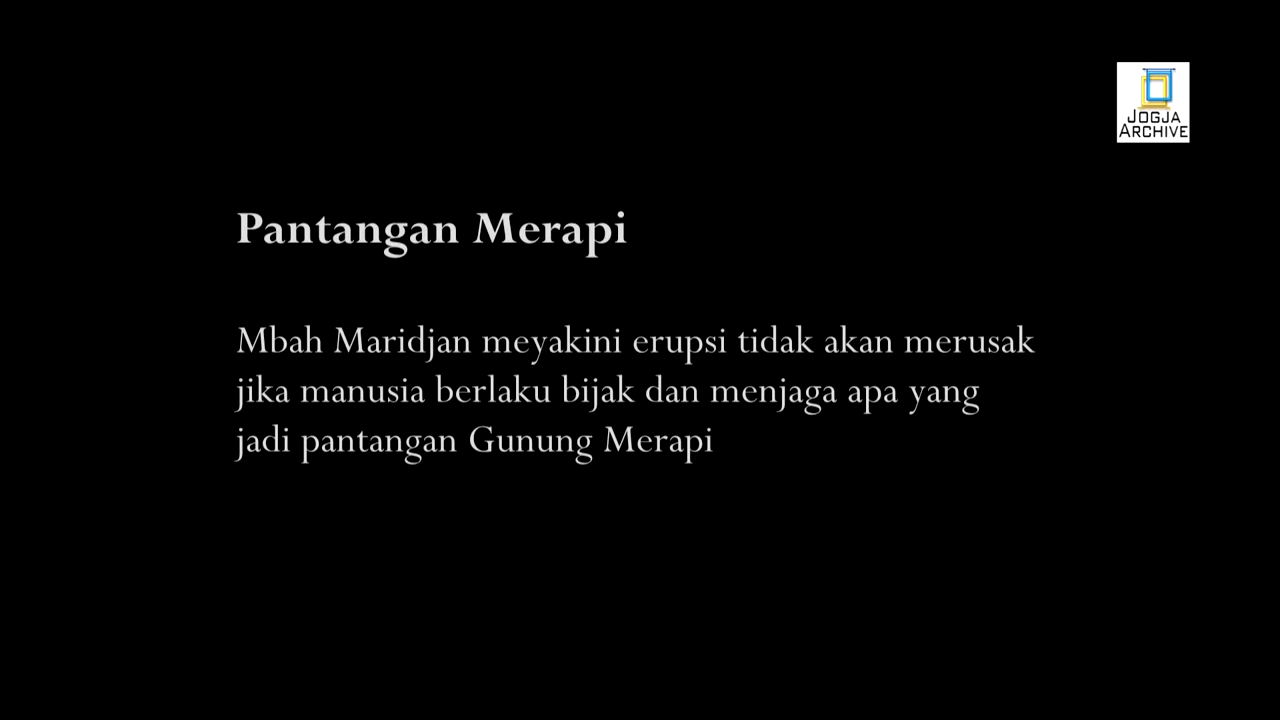 JOGJA
ARCHIVE
Pantangan Merapi
Mbah Maridjan meyakini erupsi tidak akan merusak
jika manusia berlaku bijak dan menjaga apa yang
jadi pantangan Gunung Merapi